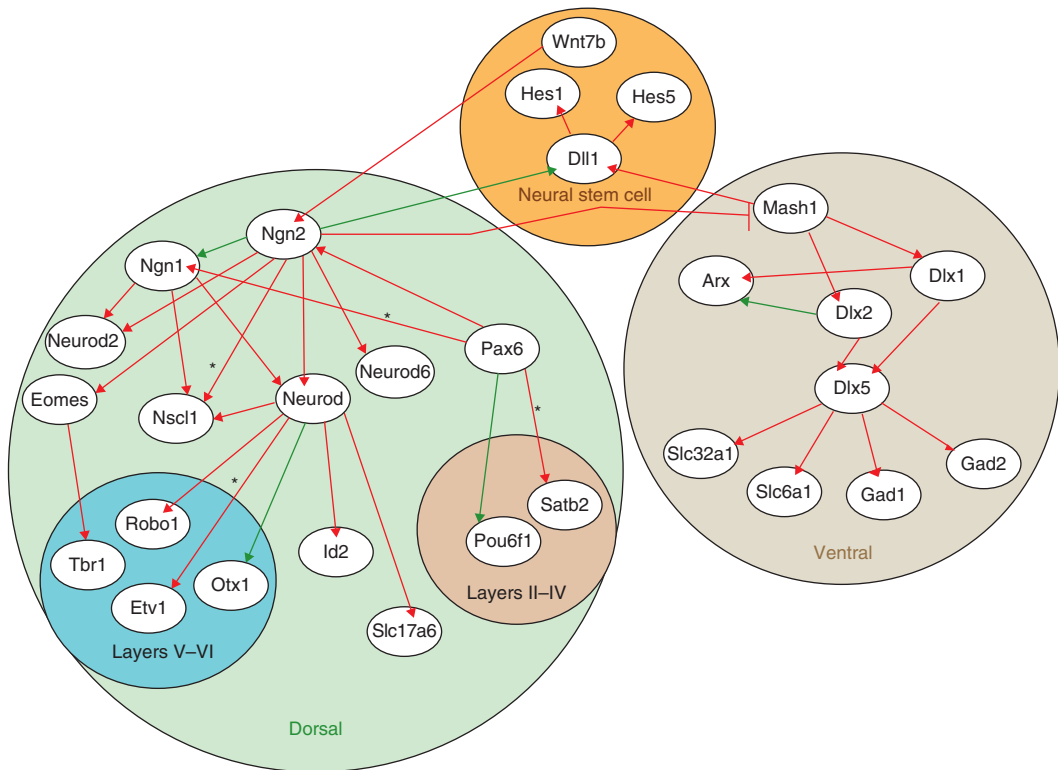 Wnt7b
Hes1
Hes5
Dll1
Neural stem cell
Mash1
Ngn2
Ngn1
Arx
Dlx1
Dlx2
*
Neurod2
Pax6
*
Neurod6
Dlx5
Eomes
Nscl1
Neurod
*
Slc32a1
Gad2
*
Slc6a1
Gad1
Satb2
Robo1
Pou6f1
Id2
Ventral
Tbr1
Otx1
Etv1
Layers II–IV
Slc17a6
Layers V–VI
Dorsal